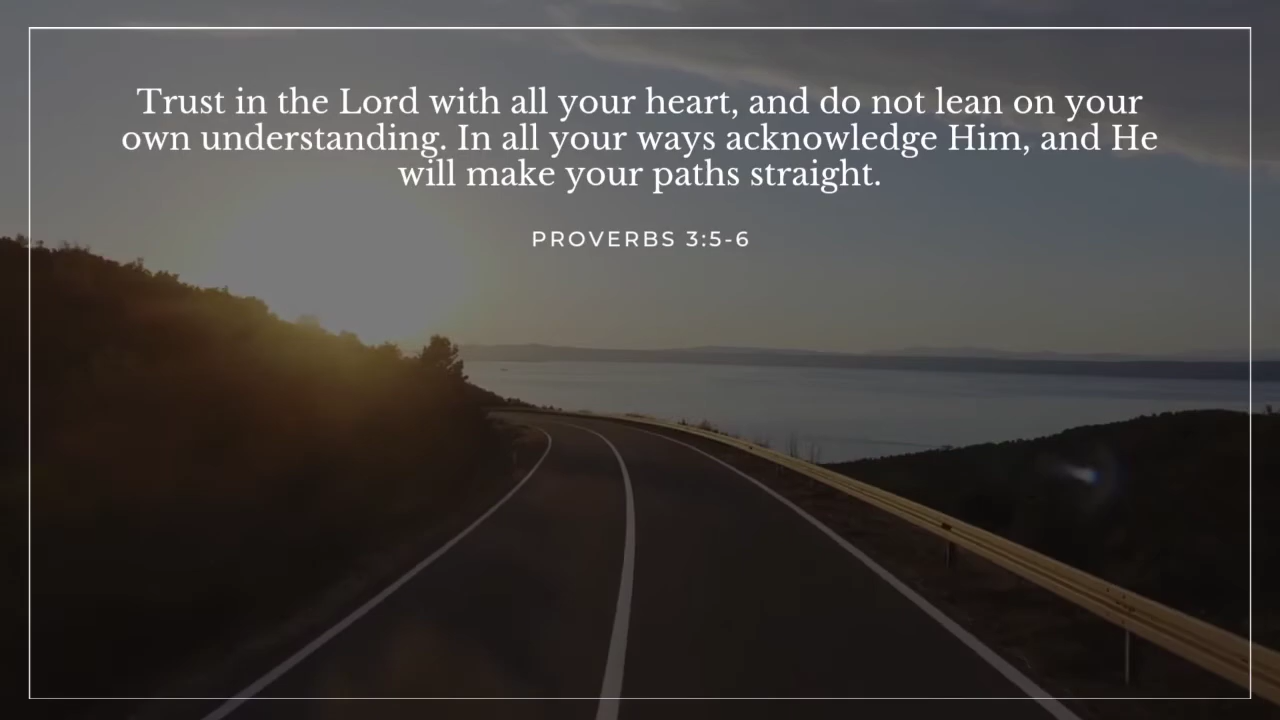 Trust in the Lord with all your heart, and do not lean on your
own understanding. In all your ways acknowledge Him, and He
will make your paths straight.
PROVERBS 3:5-6